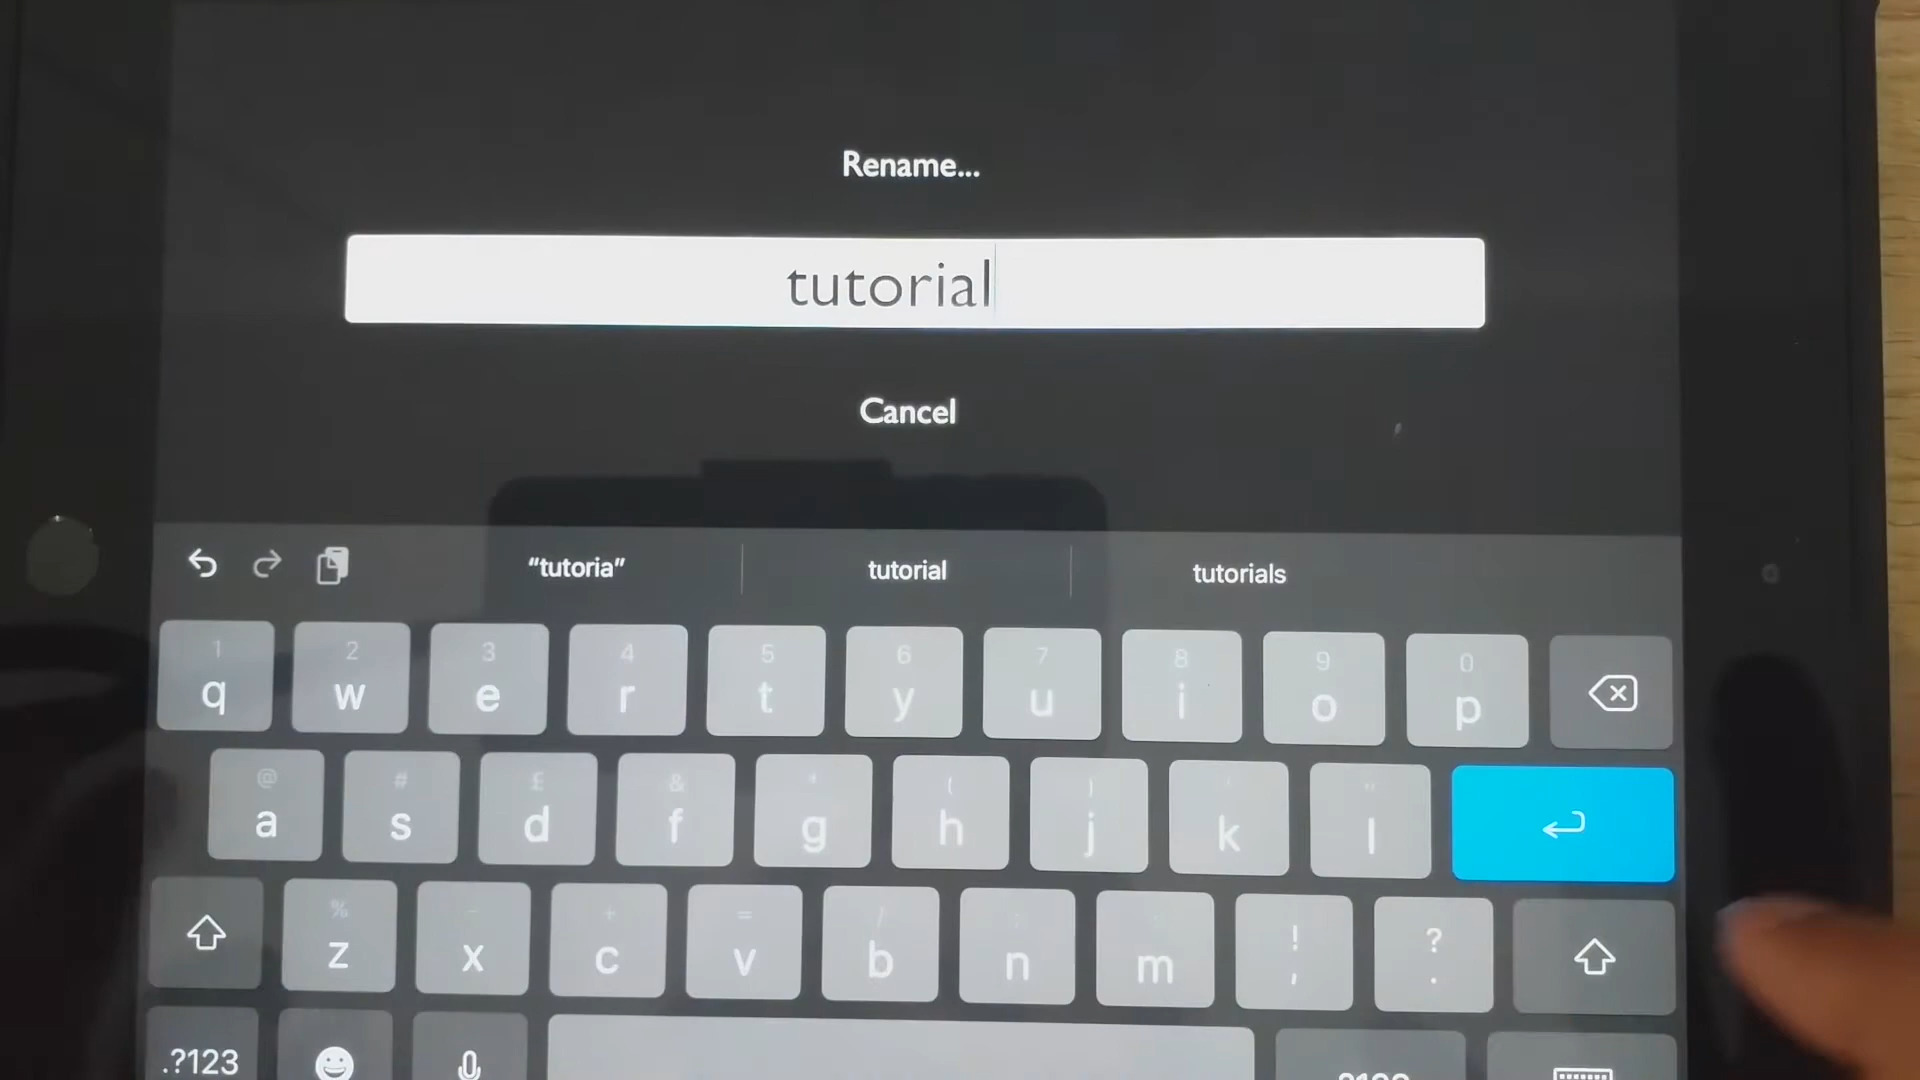 Rename...
tutorial
Cancel
“tutoria” tutorial tutorials
1 2 3 4 5 6 7 8 9 0
q w e r t y u i o p
@ # £ & * ( )
a s d f g h j k l
% - + = / ; !  ?
z x c v b n m , .
.?123